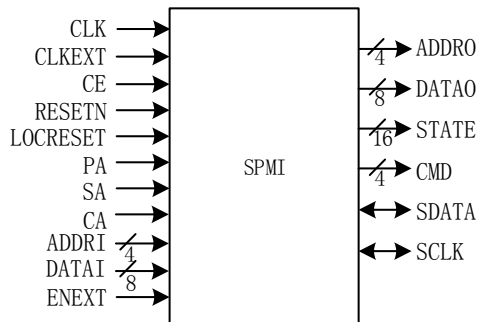 CLK
CLKEXT
CE
RESETN
LOCRESET
PA
SA
CA
ADDRI
4
DATAI
8
ENEXT
SPMI
ADDRO
4
DATAO
8
STATE
16
CMD
4
SDATA
SCLK